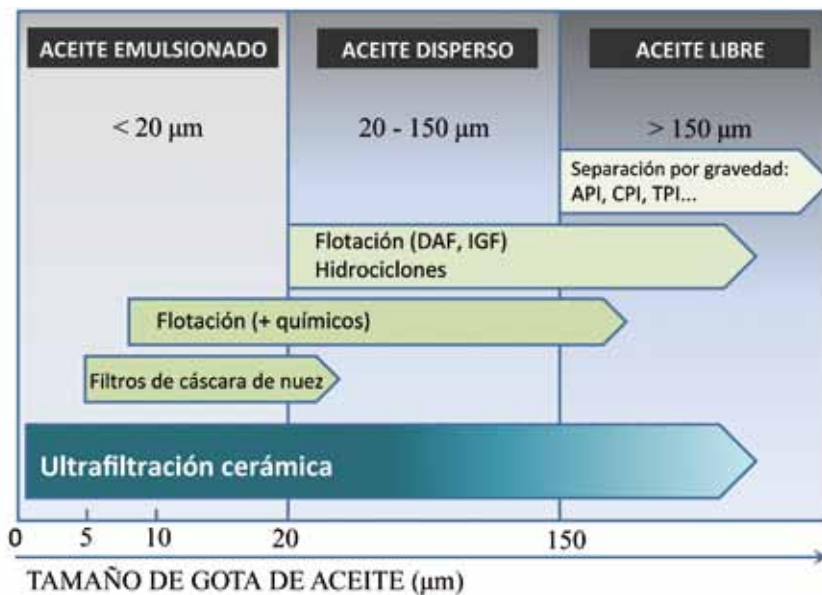 ACEITE EMULSIONADO
ACEITE DISPERSO
ACEITE LIBRE
< 20 μm
20 - 150 μm
> 150 μm
Separación por gravedad:
API, CPI, TPI...
Flotación (DAF, IGF)
Hidrociclones
Flotación (+ químicos)
Filtros de cáscara de nuez
Ultrafiltración cerámica
0 5 10 20 150
TAMAÑO DE GOTA DE ACEITE (μm)